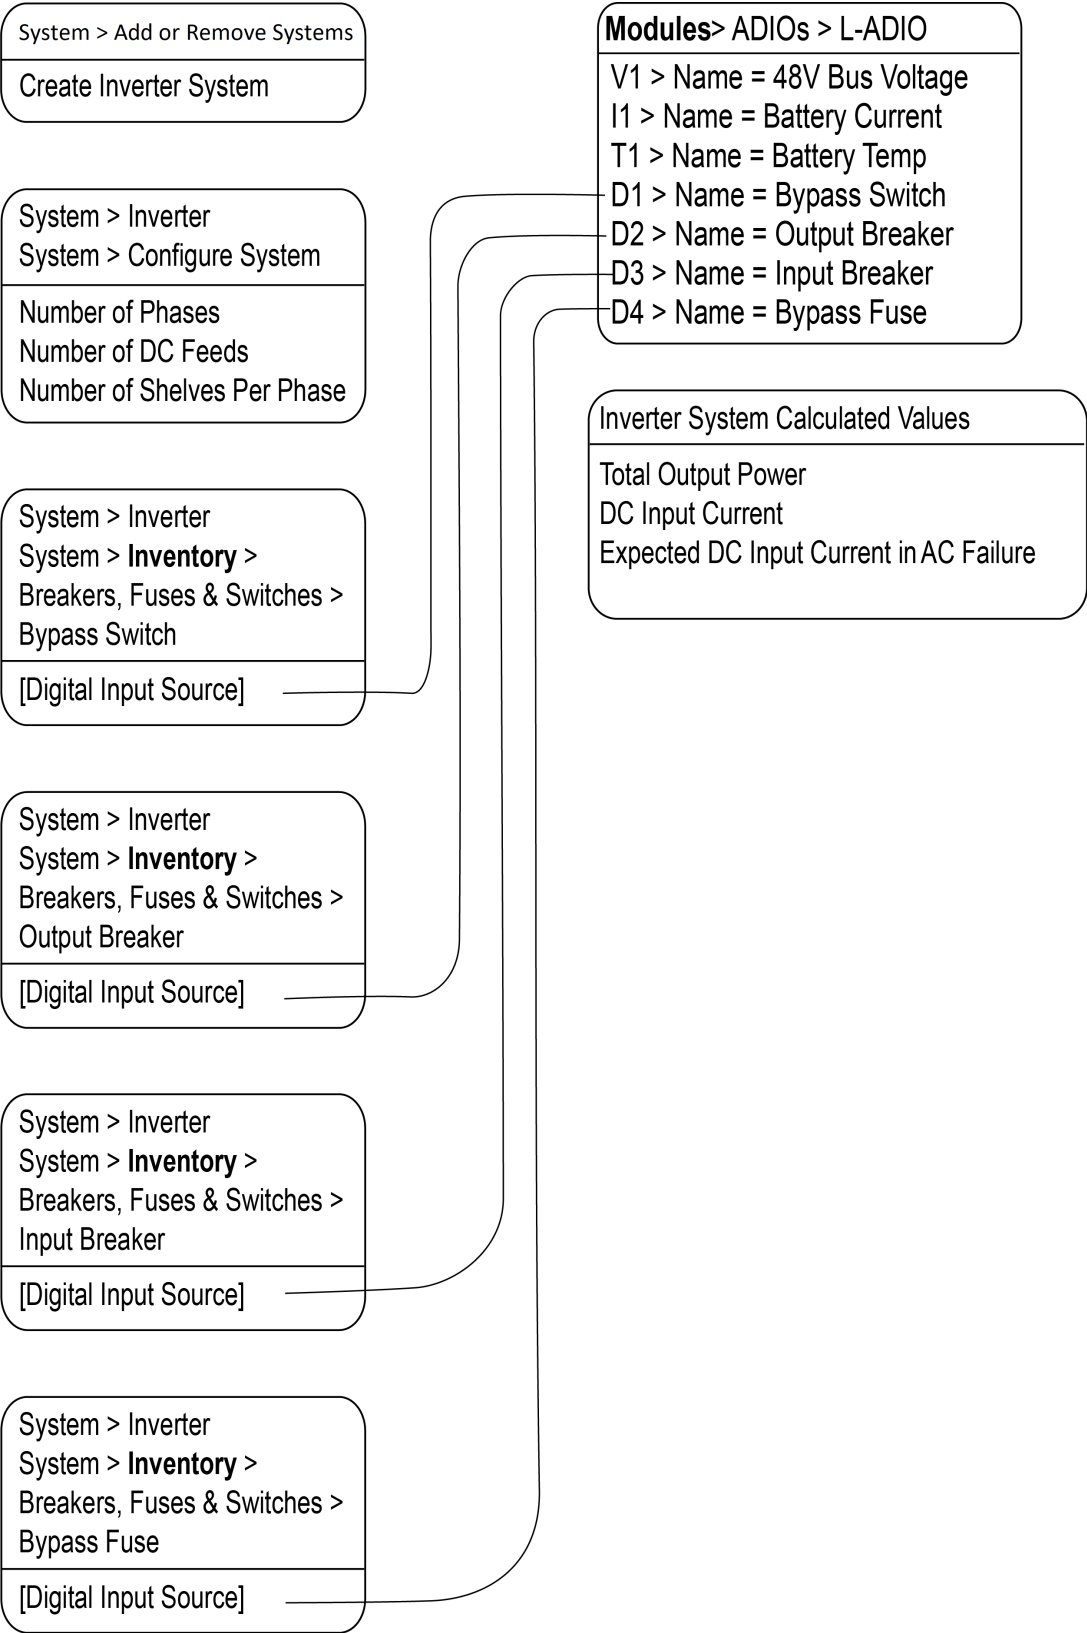 System > Add or Remove Systems
Create Inverter System
System > Inverter
System > Configure System
Number of Phases
Number of DC Feeds
Number of Shelves Per Phase
System > Inverter
System > Inventory >
Breakers, Fuses & Switches >
Bypass Switch
[Digital Input Source]
System > Inverter
System > Inventory >
Breakers, Fuses & Switches >
Output Breaker
[Digital Input Source]
System > Inverter
System > Inventory >
Breakers, Fuses & Switches >
Input Breaker
[Digital Input Source]
System > Inverter
System > Inventory >
Breakers, Fuses & Switches >
Bypass Fuse
[Digital Input Source]
Modules> ADIOs > L-ADIO
V1 > Name = 48V Bus Voltage
I1 > Name = Battery Current
T1 > Name = Battery Temp
D1 > Name = Bypass Switch
D2 > Name = Output Breaker
D3 > Name = Input Breaker
D4 > Name = Bypass Fuse
Inverter System Calculated Values
Total Output Power
DC Input Current
Expected DC Input Current in AC Failure